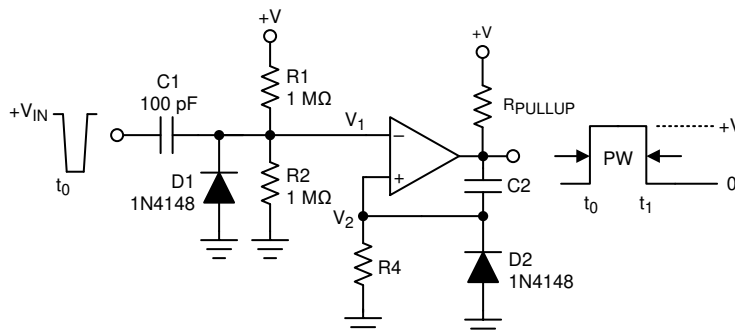 +V
+V
C1
100 pF
R1
1 MΩ
RPULLUP
+VIN
V1
−
+V
PW
D1
1N4148
R2
1 MΩ
+
C2
0
t0
V2
t0
t1
R4
D2
1N4148